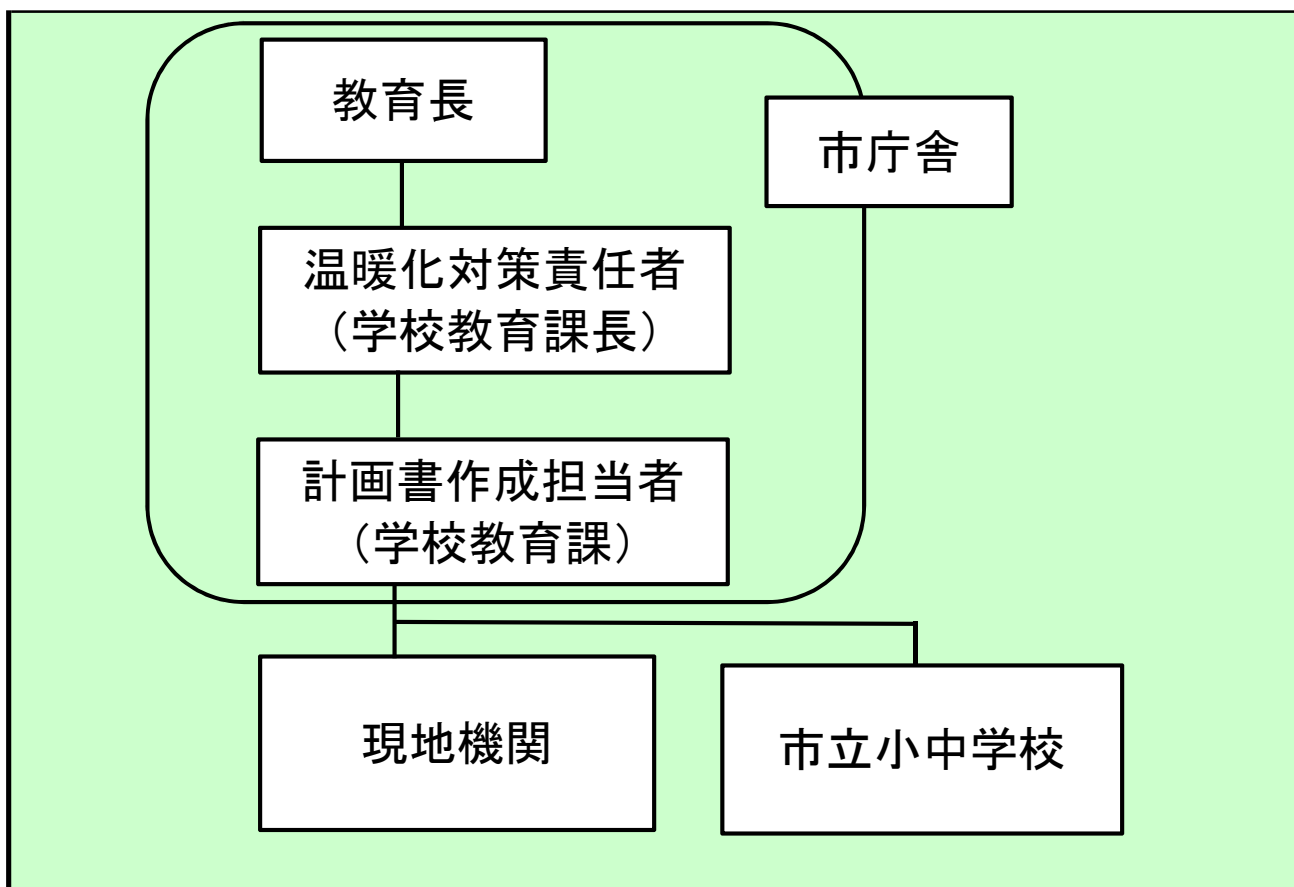 教育長
市庁舎
温暖化対策責任者
（学校教育課長）
計画書作成担当者
（学校教育課）
現地機関
市立小中学校